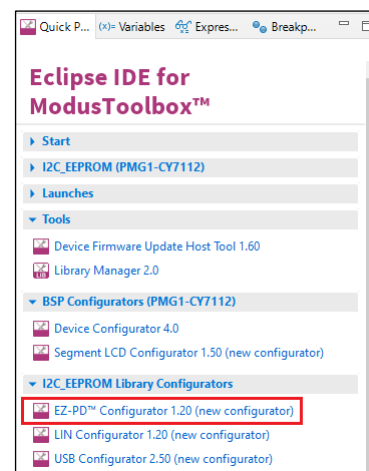 Quick P... (x)= Variables Expres... Breakp...
Eclipse IDE for
ModusToolbox™
Start
I2C_EEPROM (PMG1-CY7112)
Launches
Tools
Device Firmware Update Host Tool 1.60
Library Manager 2.0
BSP Configurators (PMG1-CY7112)
Device Configurator 4.0
Segment LCD Configurator 1.50 (new configurator)
I2C_EEPROM Library Configurators
EZ-PD™ Configurator 1.20 (new configurator)
LIN Configurator 1.20 (new configurator)
USB Configurator 2.50 (new configurator)